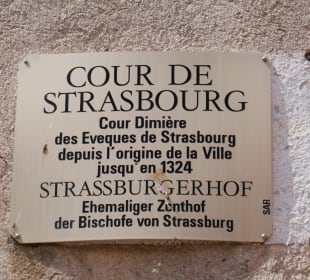 COUR DE
STRASBOURG
Cour Dimière
des Eveques de Strasbourg
depuis l'origine de la Ville
jusqu'en 1324
STRASSBURGERHOF
Ehemaliger Zenthof
der Bischofe von Strassburg
SAR